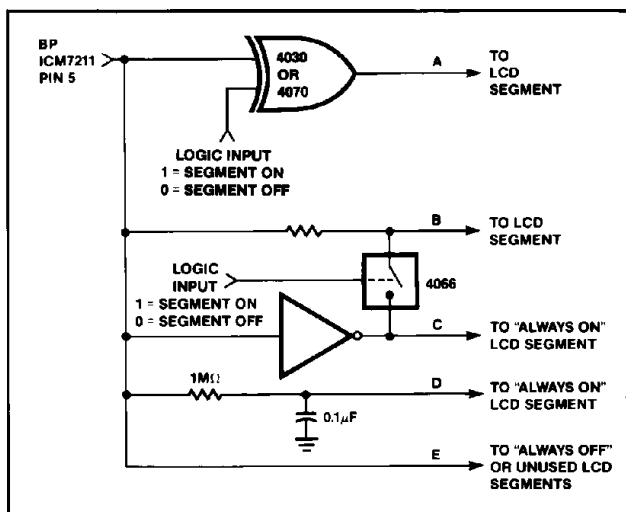 BP
ICM7211
PIN 5
4030
OR
4070
A
TO
LCD
SEGMENT
LOGIC INPUT
1 = SEGMENT ON
0 = SEGMENT OFF
B
TO LCD
SEGMENT
LOGIC
INPUT
1 = SEGMENT ON
0 = SEGMENT OFF
4066
C
TO "ALWAYS ON"
LCD SEGMENT
1MΩ
D
TO "ALWAYS ON"
LCD SEGMENT
0.1μF
E
TO "ALWAYS OFF"
OR UNUSED LCD
SEGMENTS